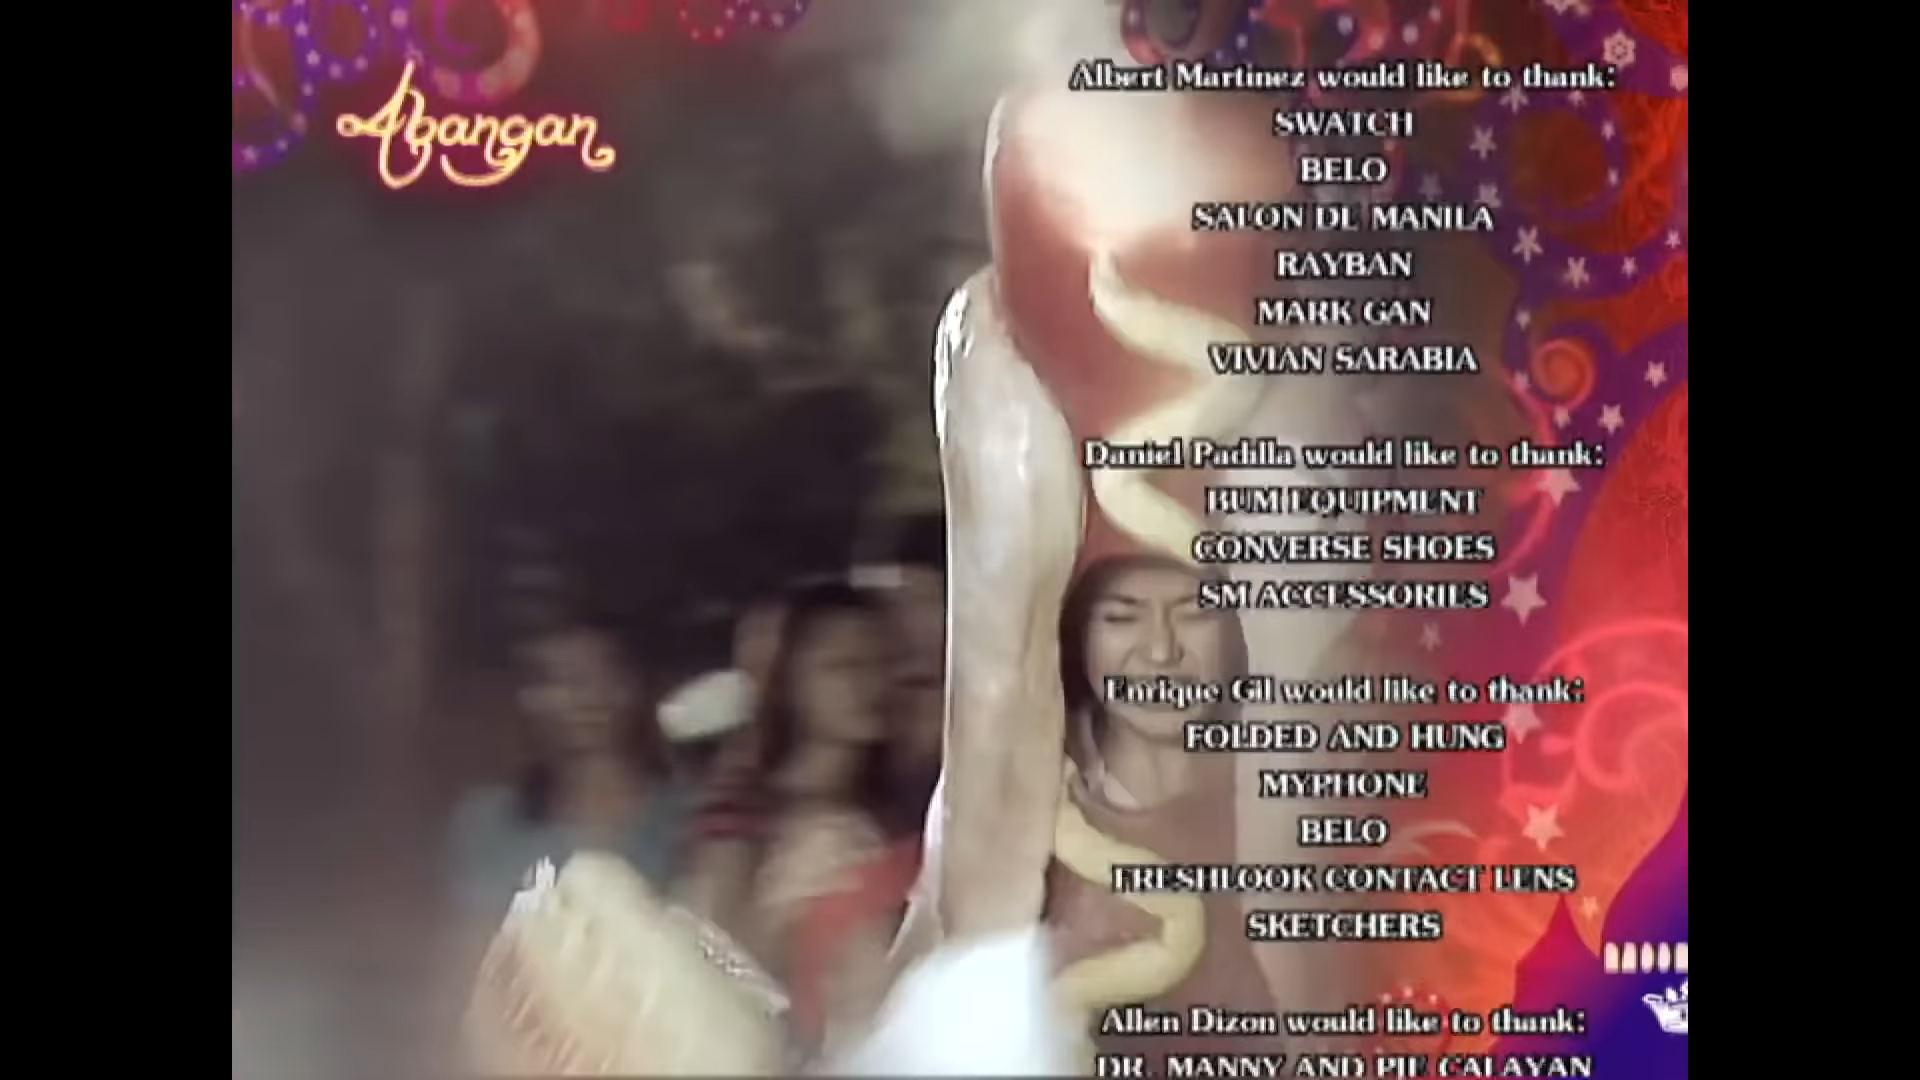 Abangan
Albert Martinez would like to thank:
SWATCH
BELO
SALON DE MANILA
RAYBAN
MARK GAN
VIVIAN SARABIA
Daniel Padilla would like to thank:
BUM EQUIPMENT
CONVERSE SHOES
SM ACCESSORIES
Enrique Gil would like to thank:
FOLDED AND HUNG
MYPHONE
BELO
FRESHLOOK CONTACT LENS
SKETCHERS
Allen Dizon would like to thank:
DR. MANNY AND PIE CALAYAN